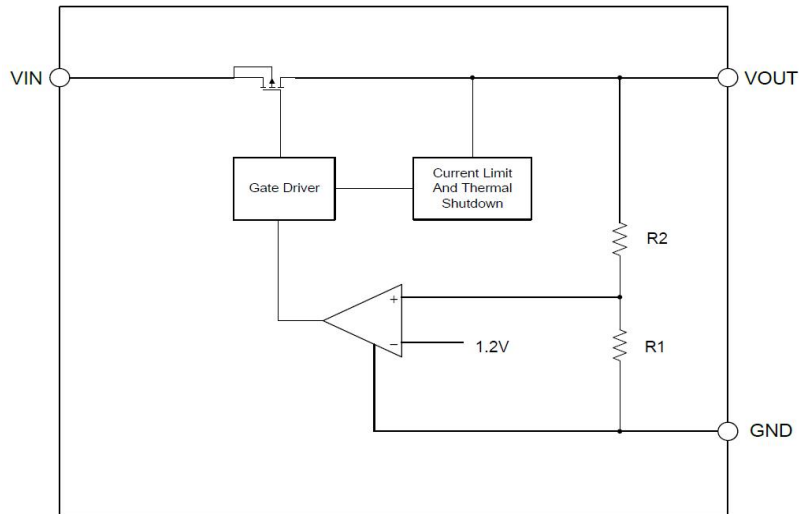 VIN
VOUT
Gate Driver
Current Limit
And Thermal
Shutdown
R2
+
−
1.2V
R1
GND